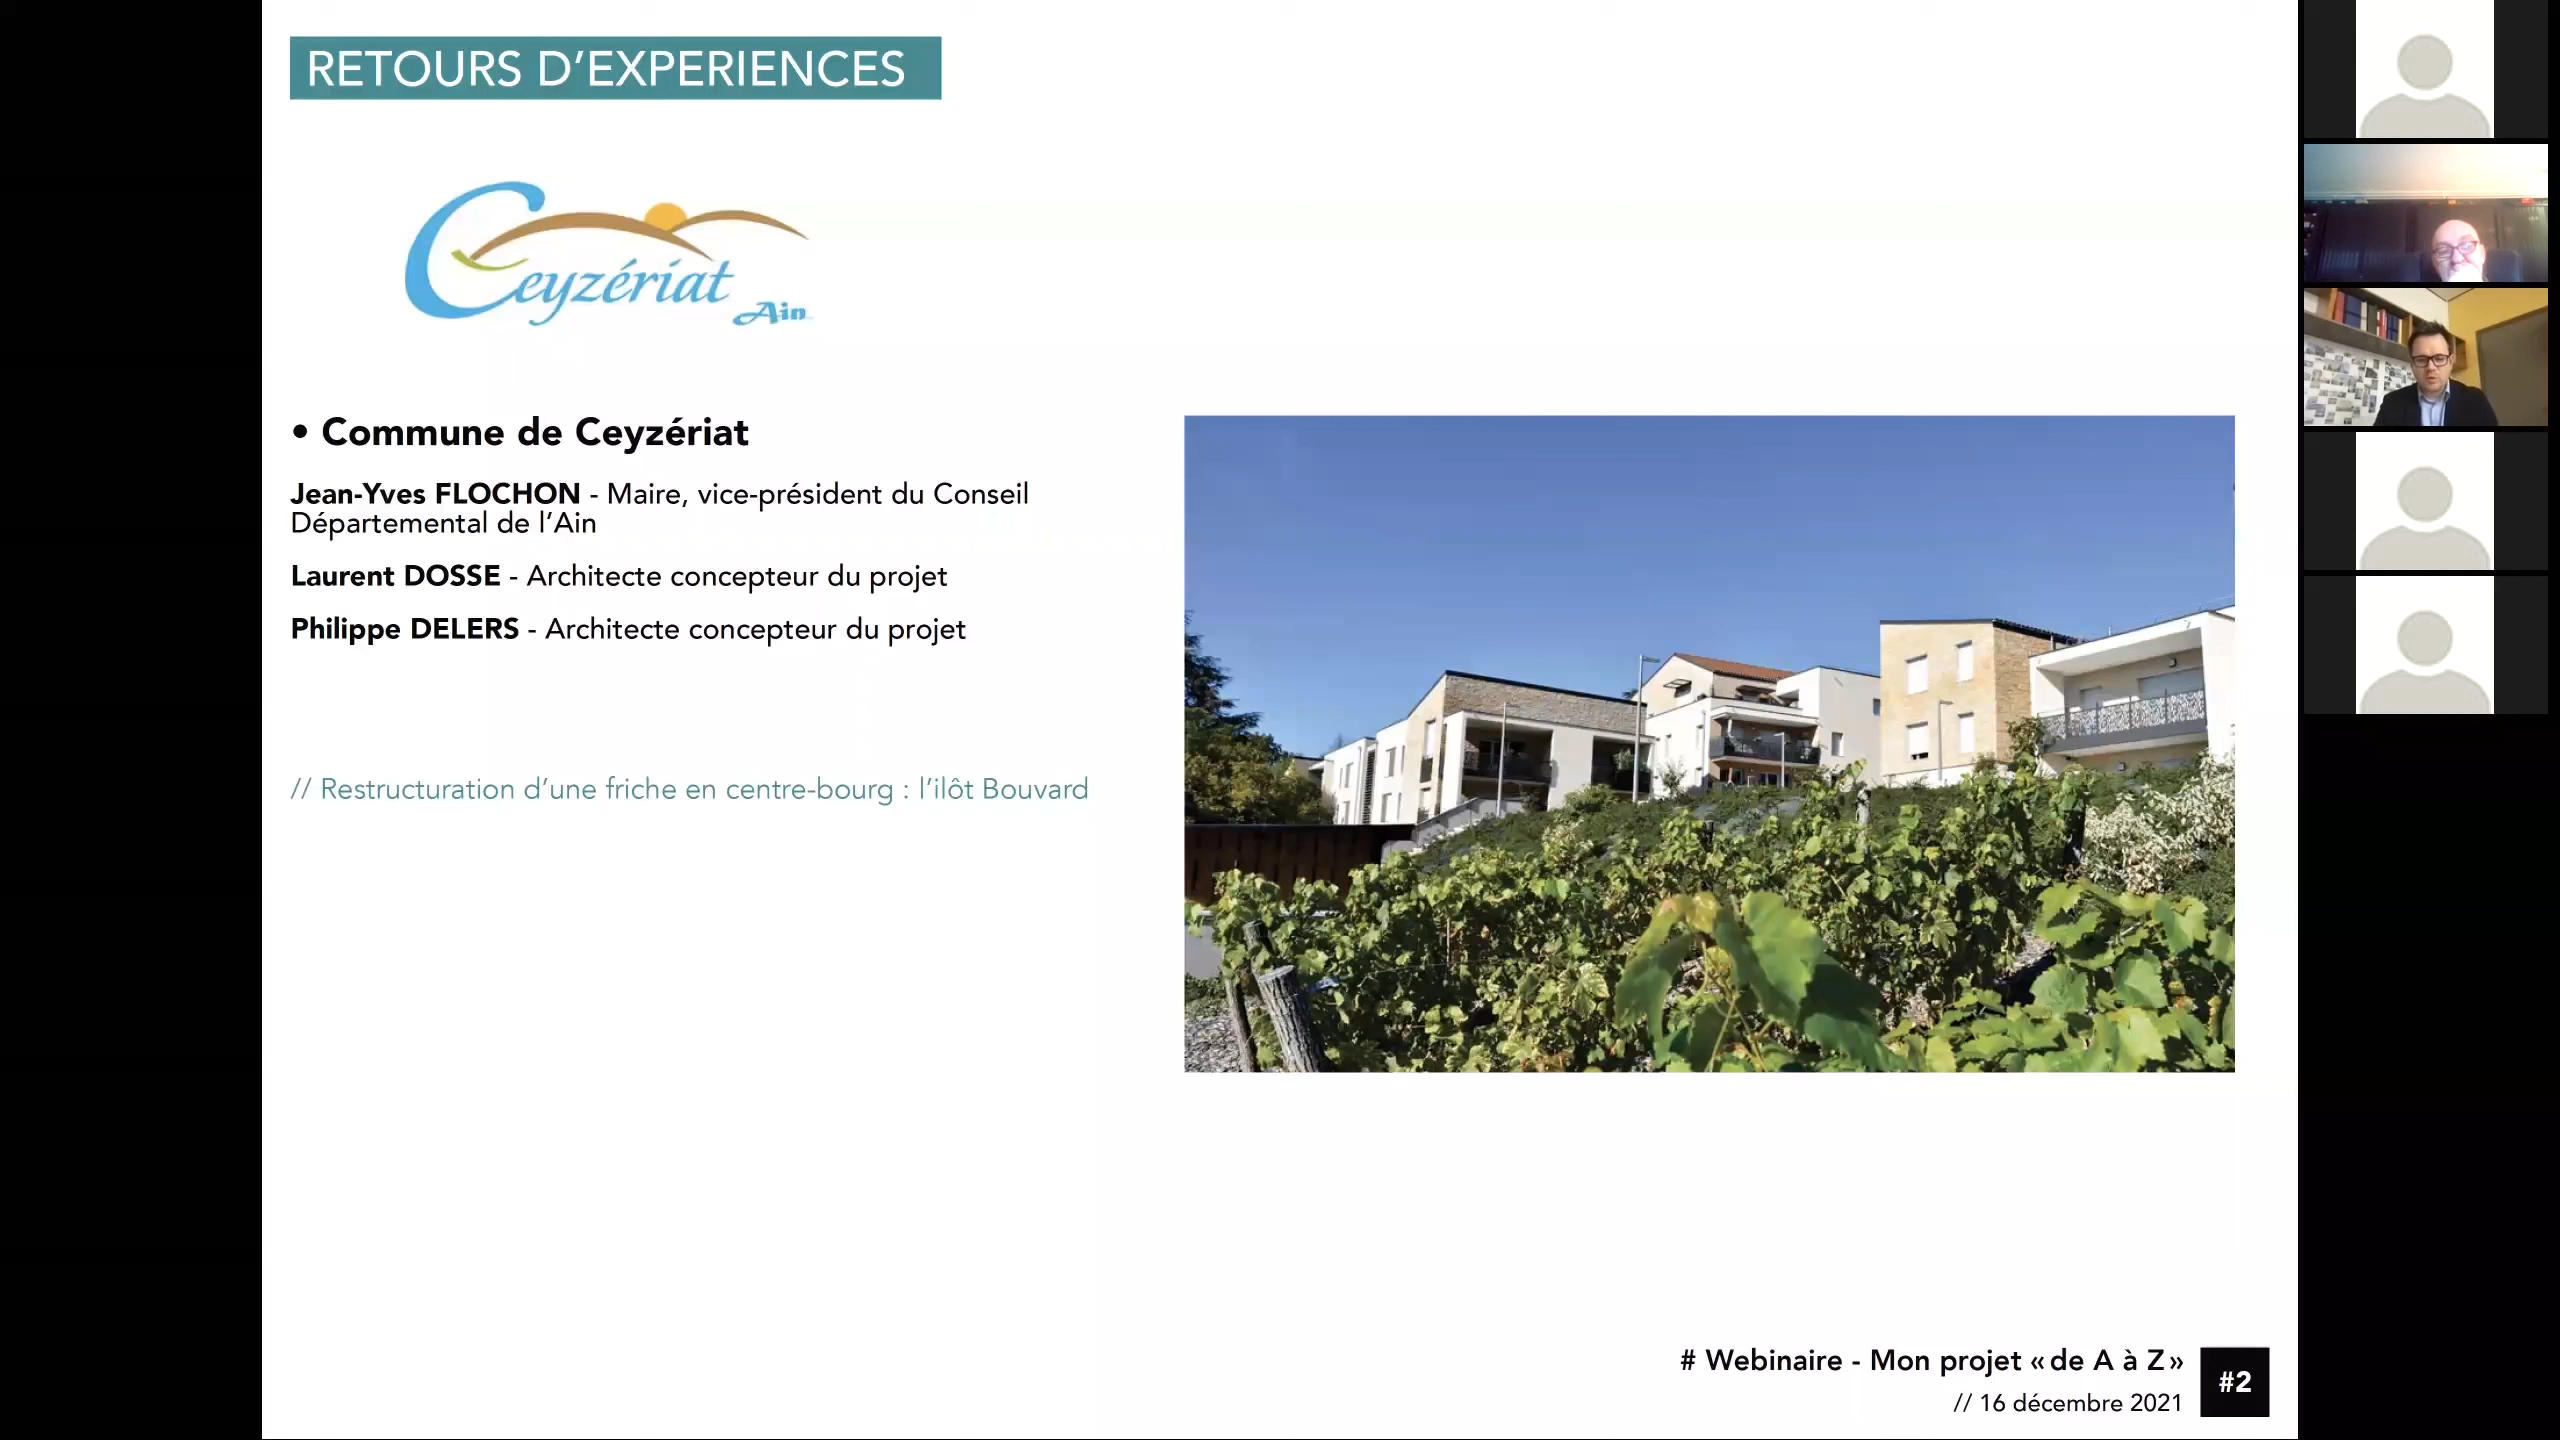 RETOURS D’EXPERIENCES
Ceyzériat
Ain
• Commune de Ceyzériat
Jean-Yves FLOCHON - Maire, vice-président du Conseil
Départemental de l’Ain
Laurent DOSSE - Architecte concepteur du projet
Philippe DELERS - Architecte concepteur du projet
// Restructuration d’une friche en centre-bourg : l’ilôt Bouvard
# Webinaire - Mon projet « de A à Z »
// 16 décembre 2021
#2